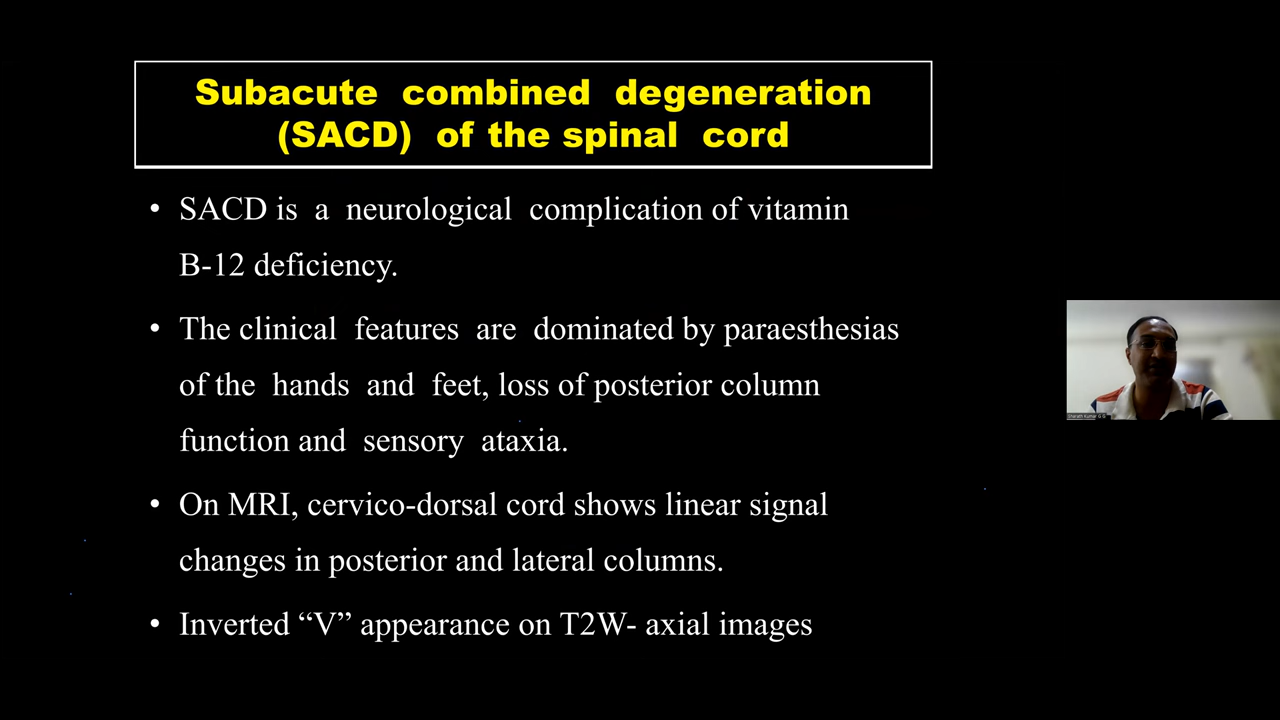 Subacute combined degeneration
(SACD) of the spinal cord
• SACD is a neurological complication of vitamin
B-12 deficiency.
• The clinical features are dominated by paraesthesias
of the hands and feet, loss of posterior column
function and sensory ataxia.
• On MRI, cervico-dorsal cord shows linear signal
changes in posterior and lateral columns.
• Inverted “V” appearance on T2W- axial images
Sharath Kumar G G